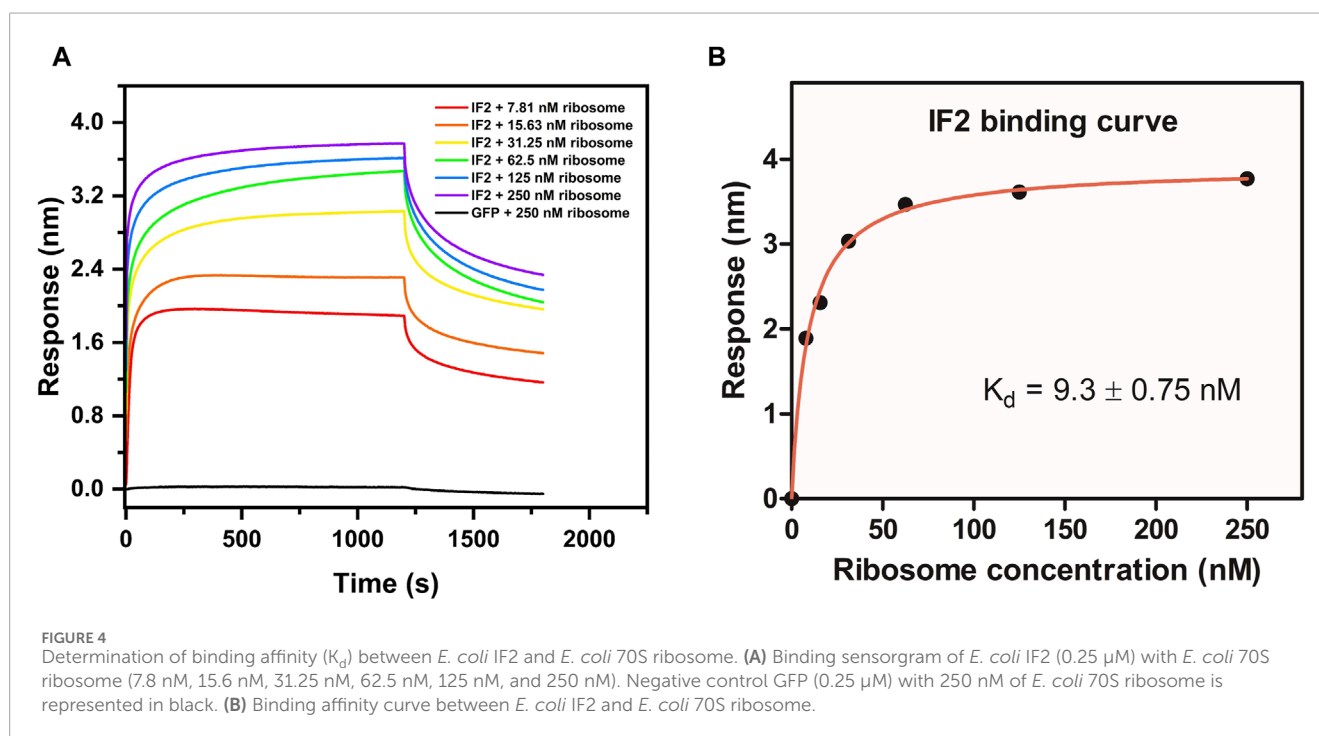 A
4.0
3.2
2.4
1.6
0.8
0.0
Response (nm)
IF2 + 7.81 nM ribosome
IF2 + 15.63 nM ribosome
IF2 + 31.25 nM ribosome
IF2 + 62.5 nM ribosome
IF2 + 125 nM ribosome
IF2 + 250 nM ribosome
GFP + 250 nM ribosome
0 500 1000 1500 2000
Time (s)
B
IF2 binding curve
4
3
2
1
0
Response (nm)
Kd = 9.3 ± 0.75 nM
0 50 100 150 200 250
Ribosome concentration (nM)
FIGURE 4
Determination of binding affinity (Kd) between E. coli IF2 and E. coli 70S ribosome. (A) Binding sensorgram of E. coli IF2 (0.25 μM) with E. coli 70S
ribosome (7.8 nM, 15.6 nM, 31.25 nM, 62.5 nM, 125 nM, and 250 nM). Negative control GFP (0.25 μM) with 250 nM of E. coli 70S ribosome is
represented in black. (B) Binding affinity curve between E. coli IF2 and E. coli 70S ribosome.